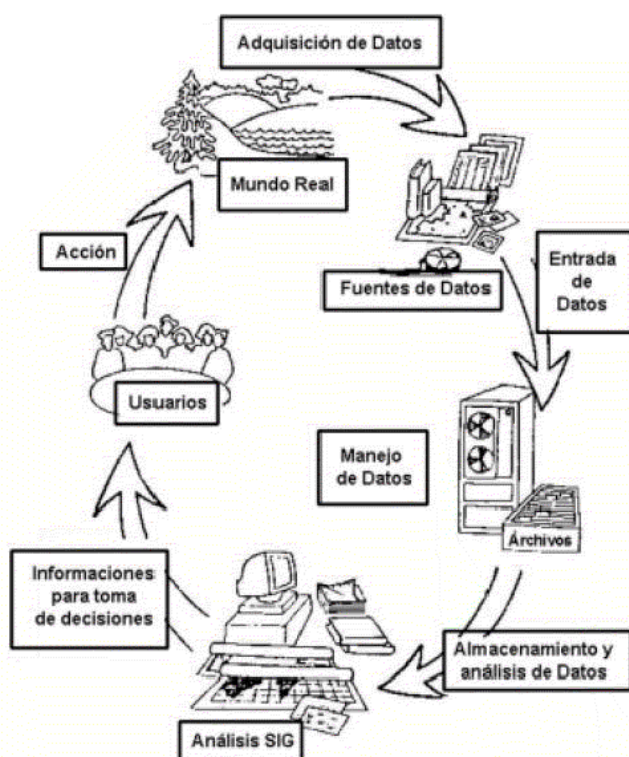 Adquisición de Datos
Mundo Real
Acción
Fuentes de Datos
Entrada
de
Datos
Usuarios
Manejo
de Datos
Archivos
Informaciones
para toma
de decisiones
Almacenamiento y
análisis de Datos
Análisis SIG